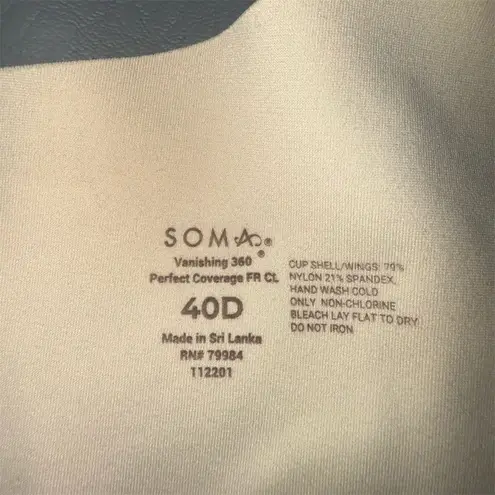 SOMA®
Vanishing 360®
Perfect Coverage FR CL
40D
Made in Sri Lanka
RN# 79984
112201
CUP SHELL/WINGS: 79%
NYLON 21% SPANDEX,
HAND WASH COLD
ONLY NON-CHLORINE
BLEACH LAY FLAT TO DRY
DO NOT IRON